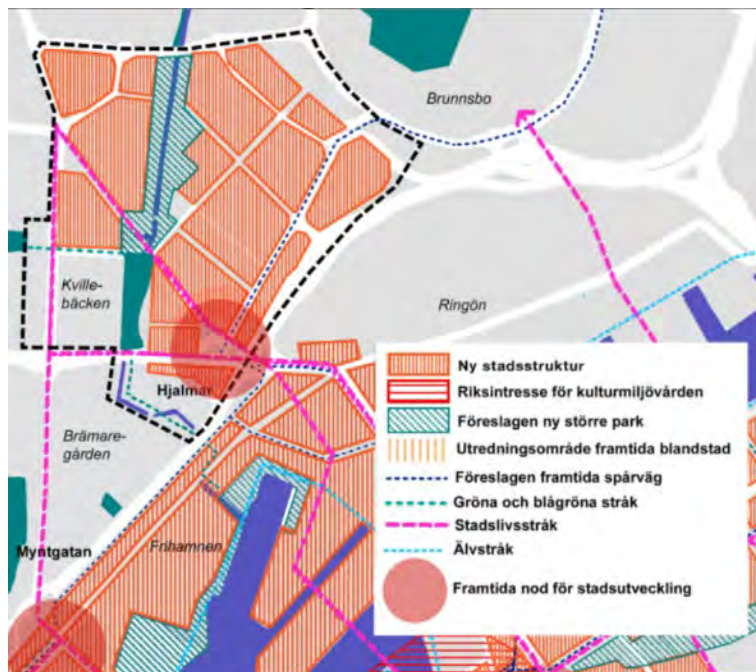 Brunnsbo
Kville-
bäcken
Ringön
Hjalmar
Brämare-
gården
Myntgatan
Frihamnen
Ny stadsstruktur
Riksintresse för kulturmiljövården
Föreslagen ny större park
Utredningsområde framtida blandstad
Föreslagen framtida spårväg
Gröna och blågröna stråk
Stadslivsstråk
Älvstråk
Framtida nod för stadsutveckling